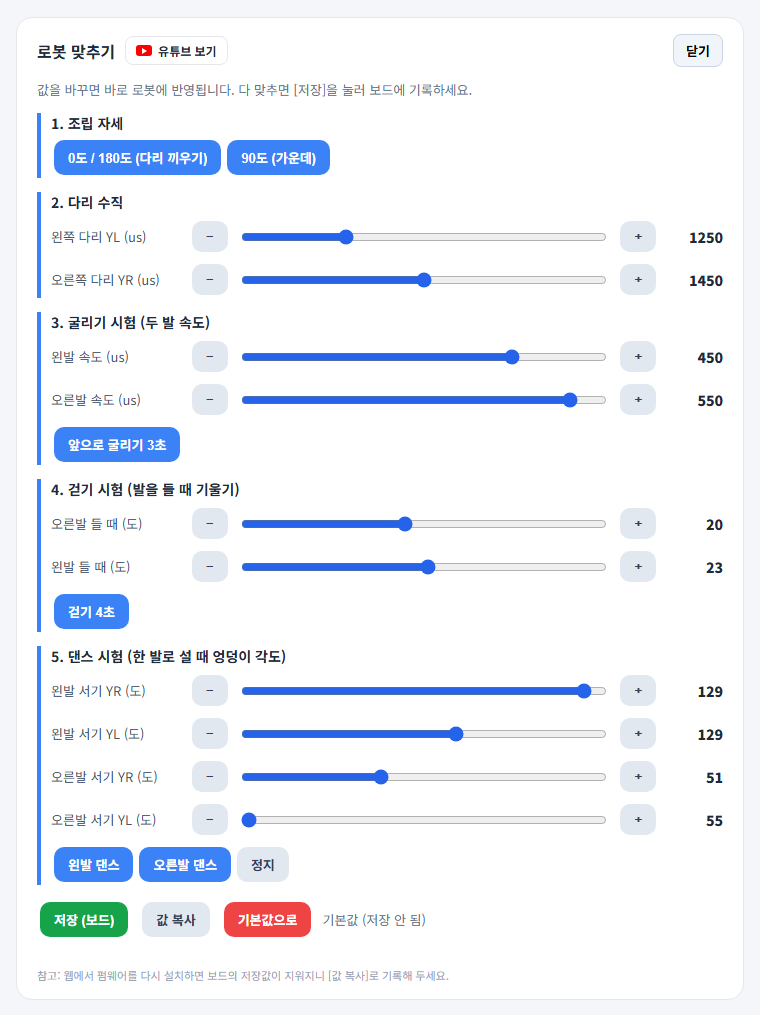 로봇 맞추기
유튜브 보기
닫기
값을 바꾸면 바로 로봇에 반영됩니다. 다 맞추면 [저장]을 눌러 보드에 기록하세요.
1. 조립 자세
0도 / 180도 (다리 끼우기)
90도 (가운데)
2. 다리 수직
왼쪽 다리 YL (us) − + 1250
오른쪽 다리 YR (us) − + 1450
3. 굴리기 시험 (두 발 속도)
왼발 속도 (us) − + 450
오른발 속도 (us) − + 550
앞으로 굴리기 3초
4. 걷기 시험 (발을 들 때 기울기)
오른발 들 때 (도) − + 20
왼발 들 때 (도) − + 23
걷기 4초
5. 댄스 시험 (한 발로 설 때 엉덩이 각도)
왼발 서기 YR (도) − + 129
왼발 서기 YL (도) − + 129
오른발 서기 YR (도) − + 51
오른발 서기 YL (도) − + 55
왼발 댄스
오른발 댄스
정지
저장 (보드)
값 복사
기본값으로
기본값 (저장 안 됨)
참고: 웹에서 펌웨어를 다시 설치하면 보드의 저장값이 지워지니 [값 복사]로 기록해 두세요.